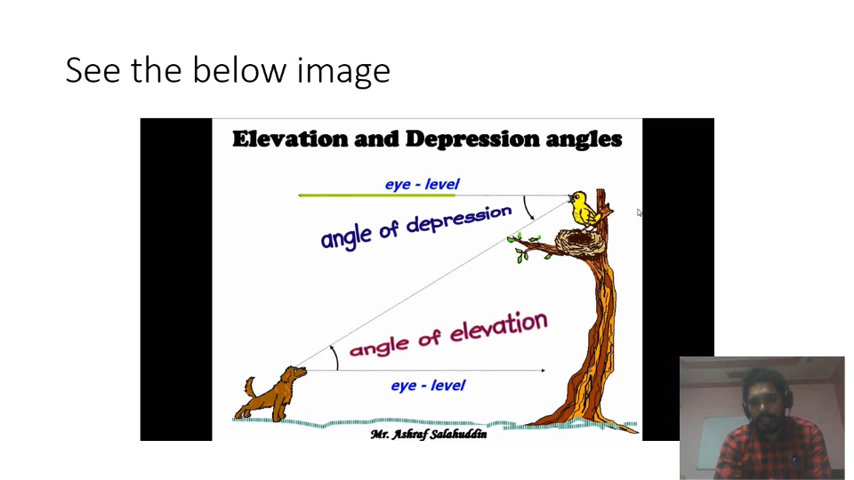 See the below image
Elevation and Depression angles
eye - level
angle of depression
angle of elevation
eye - level
Mr. Ashraf Salahuddin